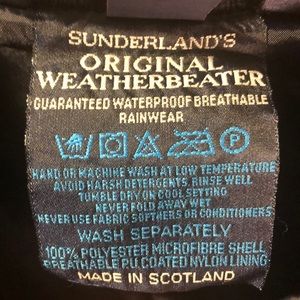 SUNDERLAND'S
ORIGINAL
WEATHERBEATER
GUARANTEED WATERPROOF BREATHABLE
RAINWEAR
P
HAND OR MACHINE WASH AT LOW TEMPERATURE
AVOID HARSH DETERGENTS. RINSE WELL
TUMBLE DRY ON COOL SETTING
NEVER FOLD AWAY WET
NEVER USE FABRIC SOFTHERS OR CONDITIONERS
WASH SEPARATELY
100% POLYESTER MICROFIBRE SHELL
BREATHABLE P.U. COATED NYLON LINING
MADE IN SCOTLAND